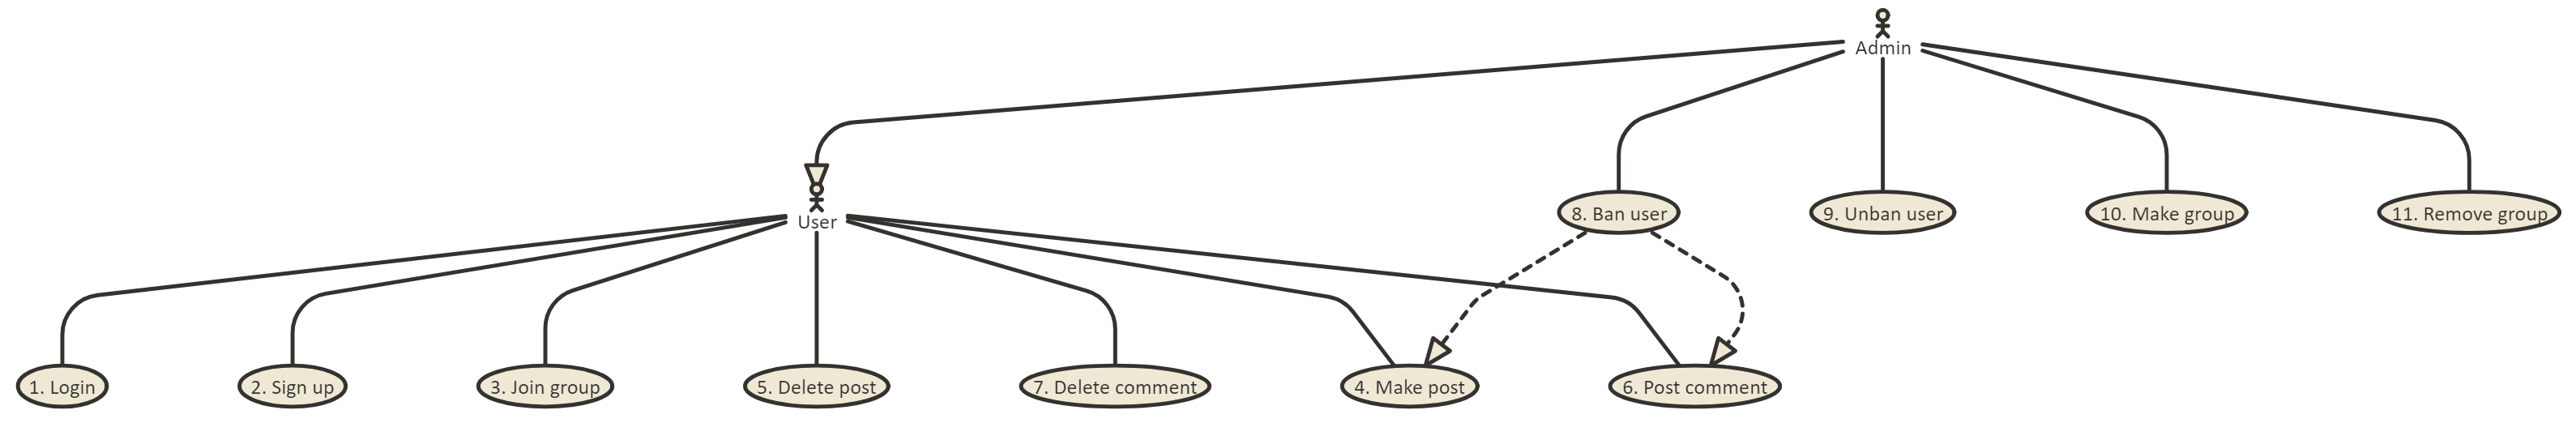 Admin
User
8. Ban user
9. Unban user
10. Make group
11. Remove group
1. Login
2. Sign up
3. Join group
5. Delete post
7. Delete comment
4. Make post
6. Post comment